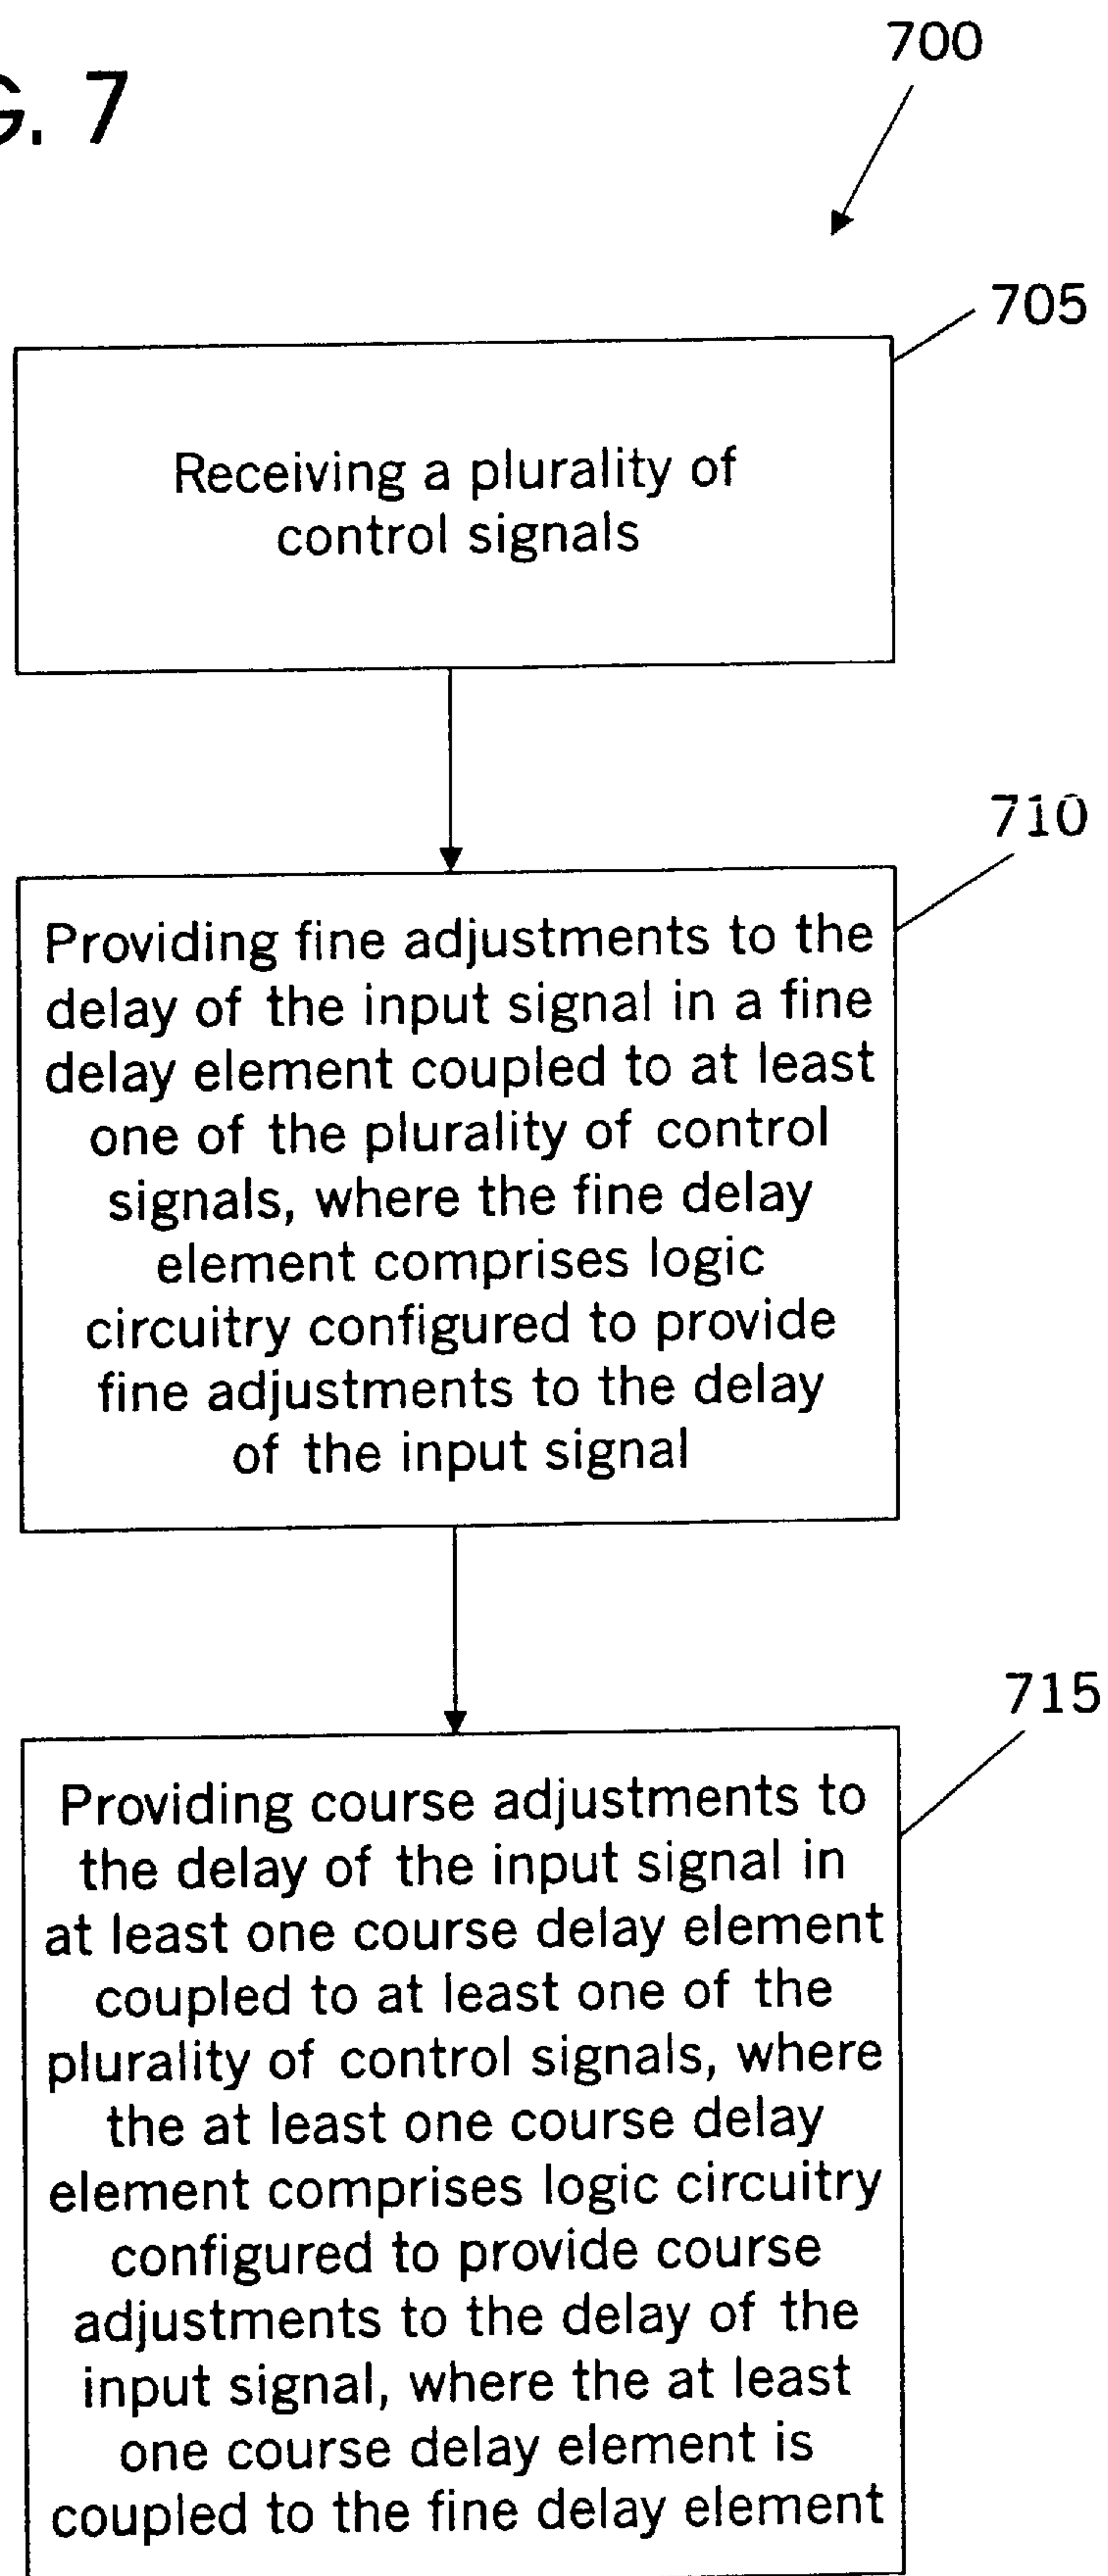 G. 7
700
705
Receiving a plurality of
control signals
710
Providing fine adjustments to the
delay of the input signal in a fine
delay element coupled to at least
one of the plurality of control
signals, where the fine delay
element comprises logic
circuitry configured to provide
fine adjustments to the delay
of the input signal
715
Providing course adjustments to
the delay of the input signal in
at least one course delay element
coupled to at least one of the
plurality of control signals, where
the at least one course delay
element comprises logic circuitry
configured to provide course
adjustments to the delay of the
input signal, where the at least
one course delay element is
coupled to the fine delay element